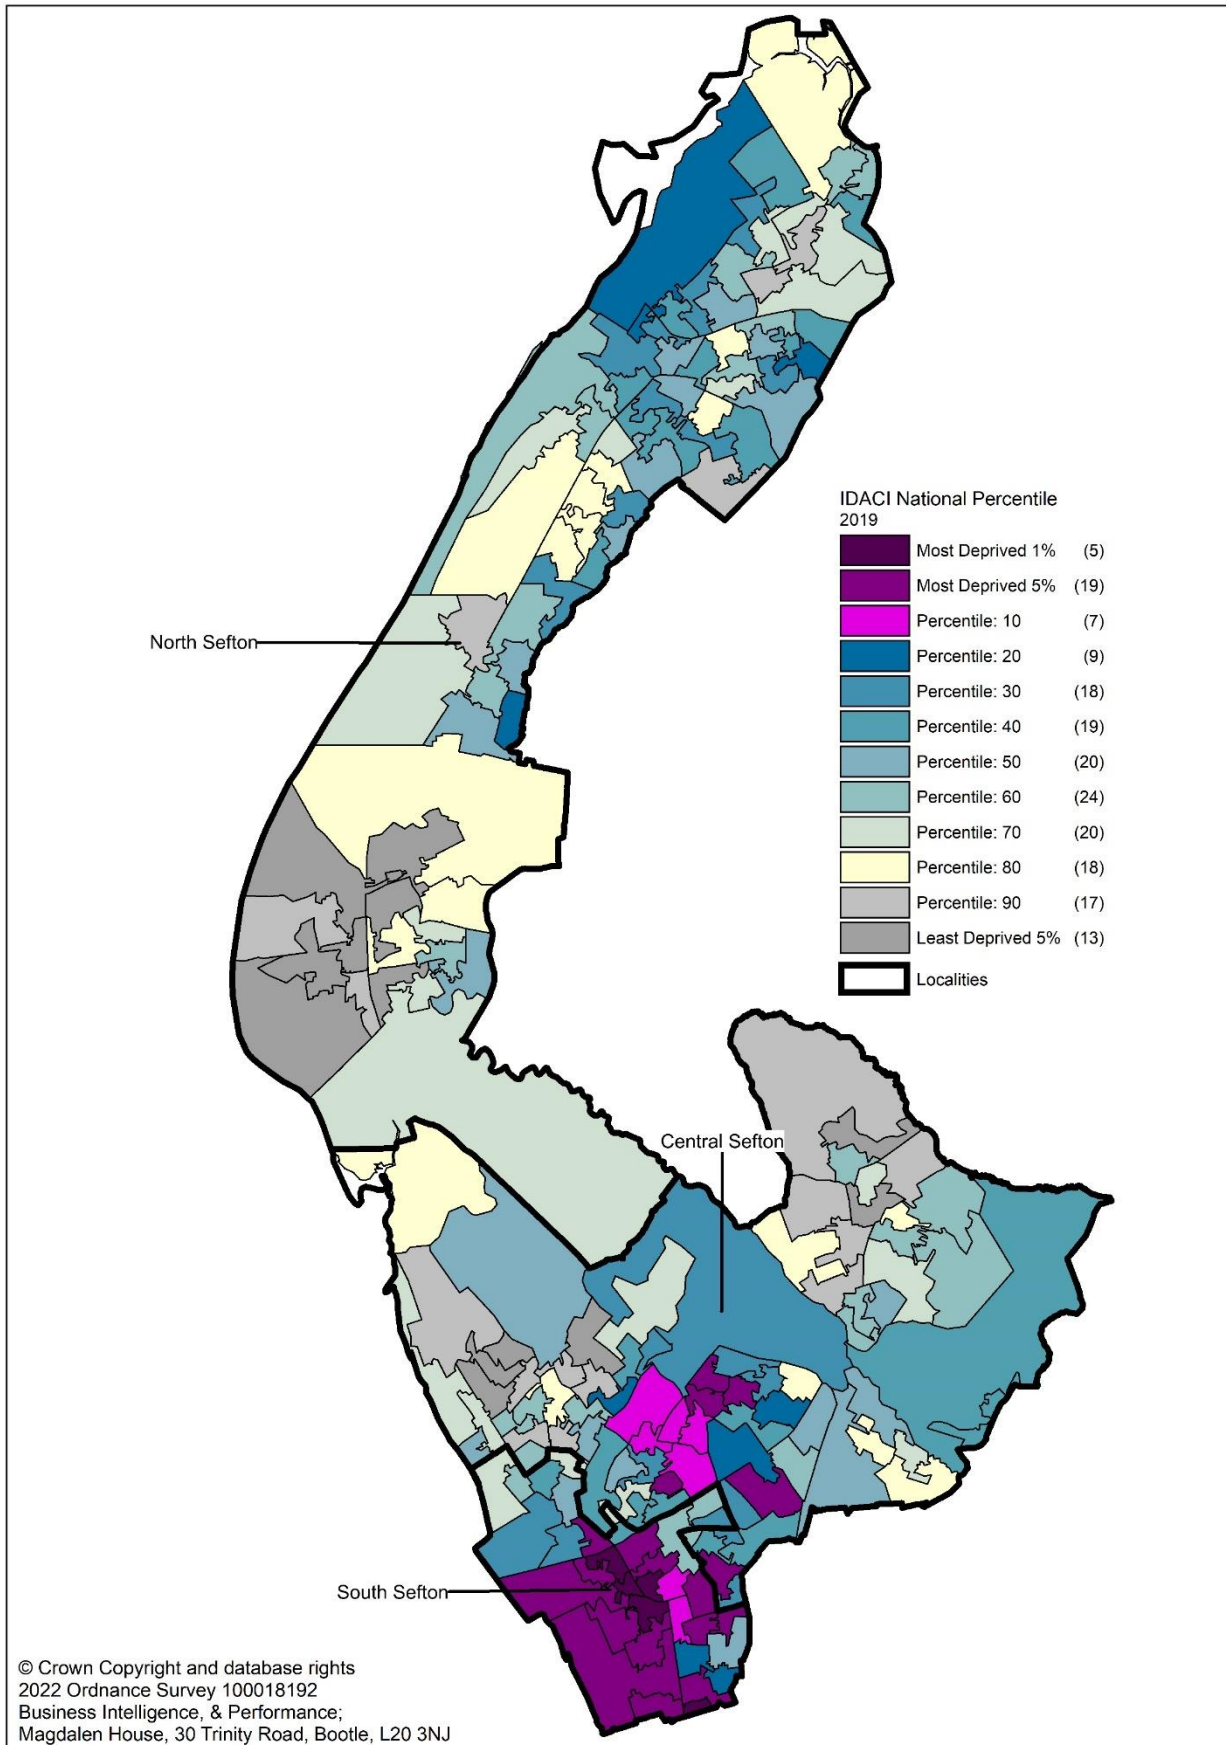 North Sefton
IDACI National Percentile
2019
Most Deprived 1% (5)
Most Deprived 5% (19)
Percentile: 10 (7)
Percentile: 20 (9)
Percentile: 30 (18)
Percentile: 40 (19)
Percentile: 50 (20)
Percentile: 60 (24)
Percentile: 70 (20)
Percentile: 80 (18)
Percentile: 90 (17)
Least Deprived 5% (13)
Localities
Central Sefton
South Sefton
© Crown Copyright and database rights
2022 Ordnance Survey 100018192
Business Intelligence, & Performance;
Magdalen House, 30 Trinity Road, Bootle, L20 3NJ